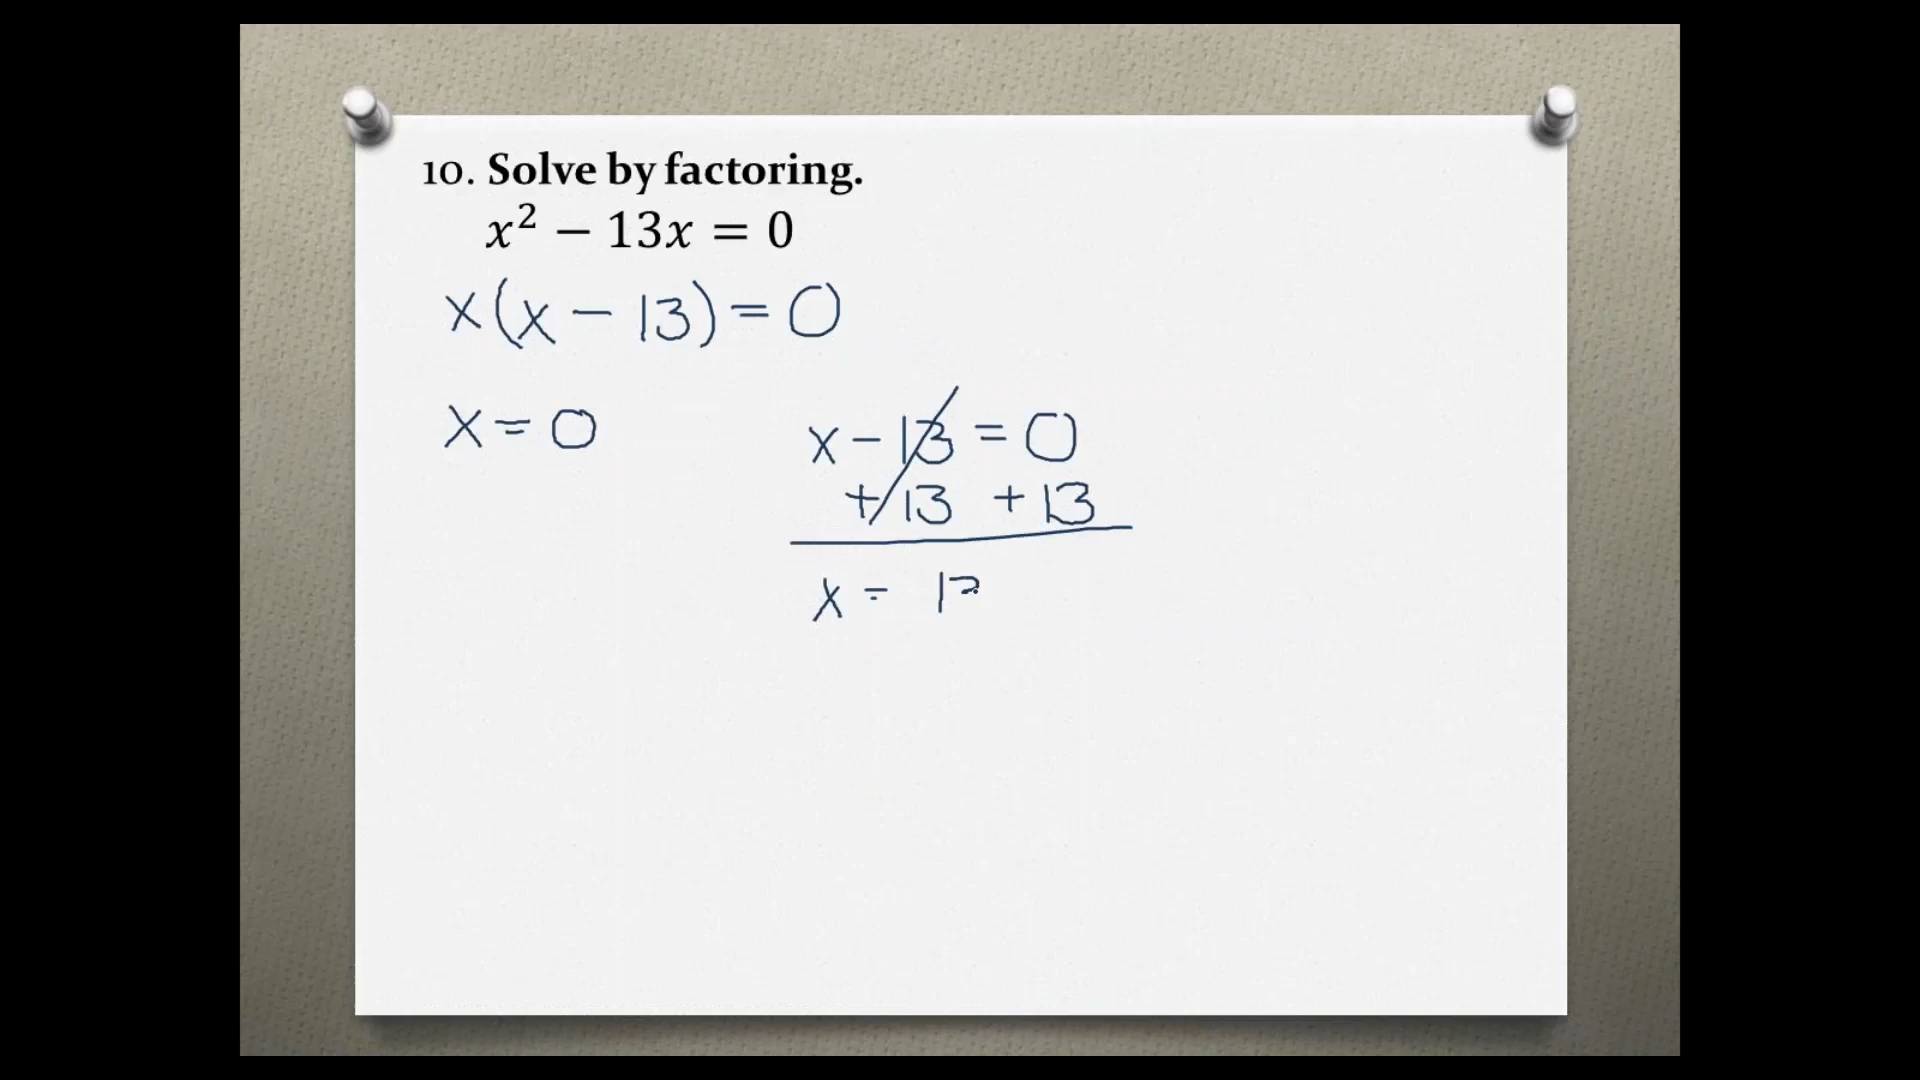 10. Solve by factoring.
x² − 13x = 0
x(x − 13) = 0
x = 0
x − 13 = 0
+ 13 + 13
x =